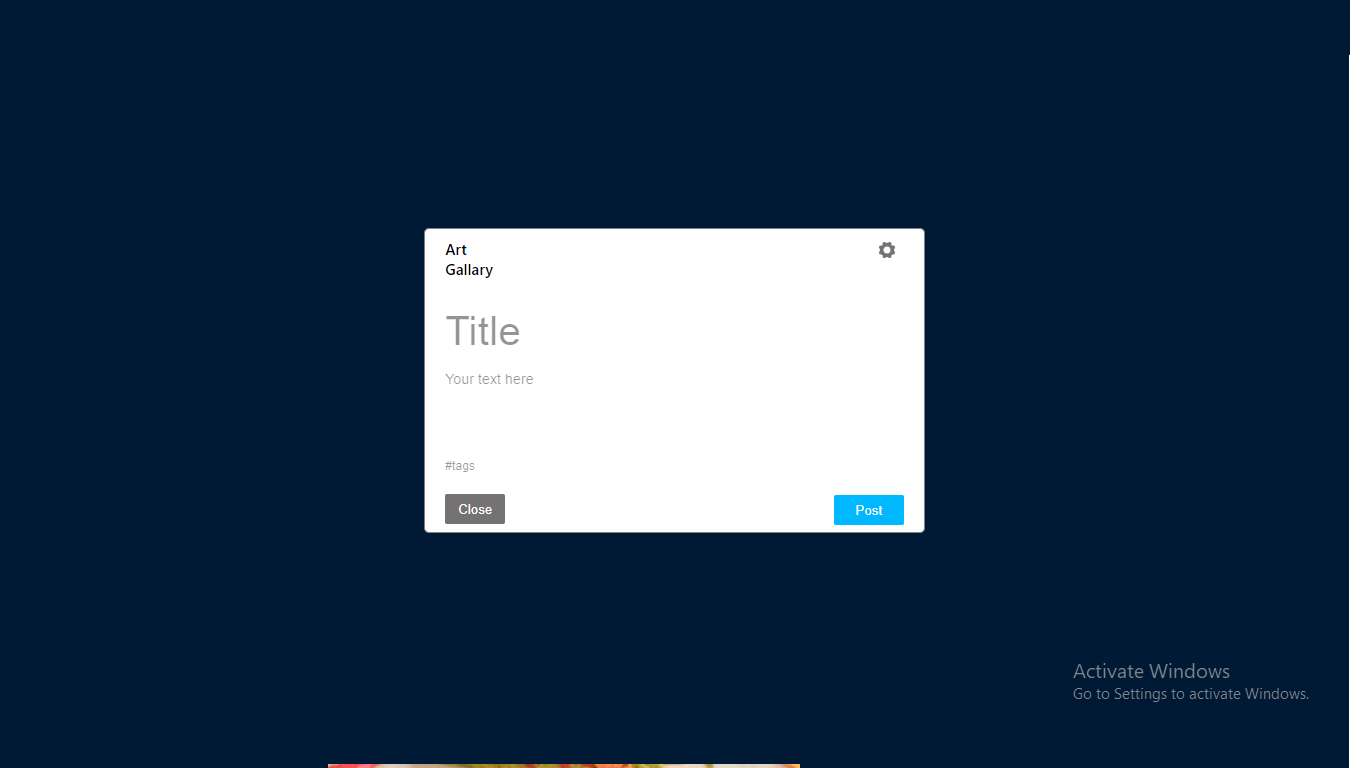 Art
Gallary
Title
Your text here
#tags
Close
Post
Activate Windows
Go to Settings to activate Windows.